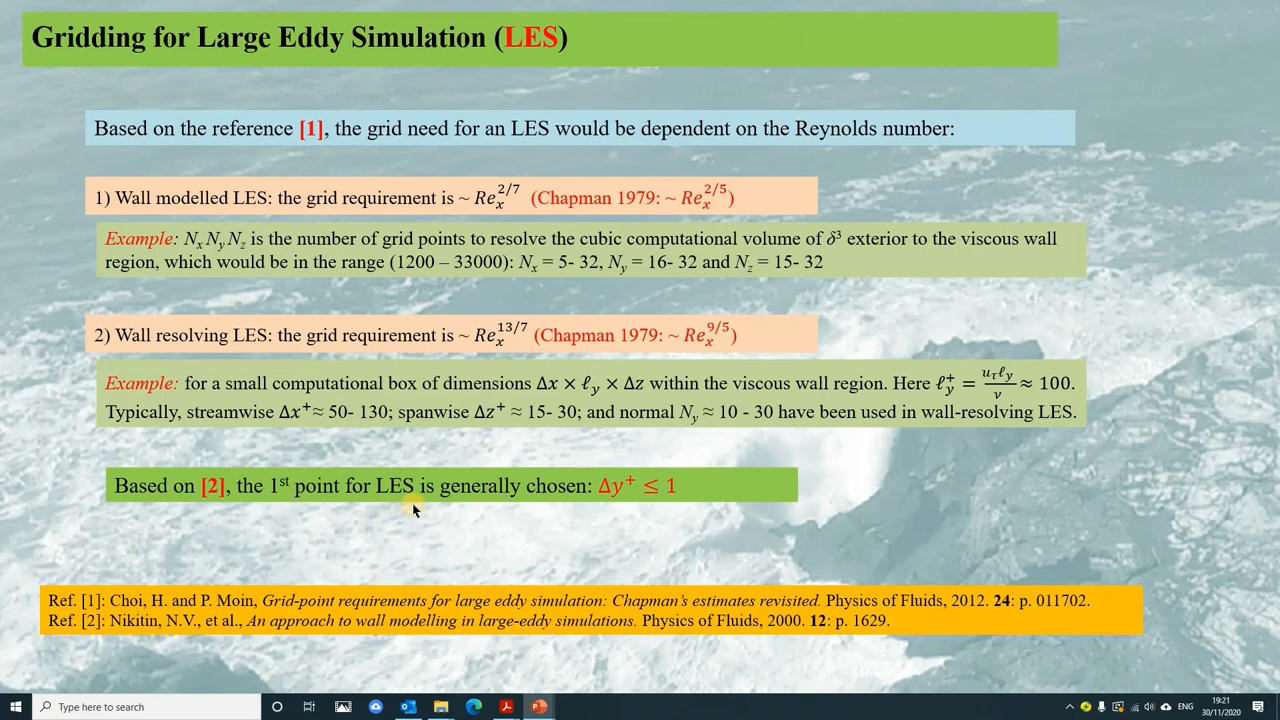 Gridding for Large Eddy Simulation (LES)
Based on the reference [1], the grid need for an LES would be dependent on the Reynolds number:
1) Wall modelled LES: the grid requirement is ~ Re_x^{2/7} (Chapman 1979: ~ Re_x^{2/5})
Example: N_x N_y N_z is the number of grid points to resolve the cubic computational volume of δ³ exterior to the viscous wall
region, which would be in the range (1200 – 33000): N_x = 5- 32, N_y = 16- 32 and N_z = 15- 32
2) Wall resolving LES: the grid requirement is ~ Re_x^{13/7} (Chapman 1979: ~ Re_x^{9/5})
Example: for a small computational box of dimensions Δx × ℓ_y × Δz within the viscous wall region. Here ℓ_y^+ = u_τ ℓ_y / ν ≈ 100.
Typically, streamwise Δx⁺≈ 50- 130; spanwise Δz⁺ ≈ 15- 30; and normal N_y ≈ 10 - 30 have been used in wall-resolving LES.
Based on [2], the 1st point for LES is generally chosen: Δy⁺ ≤ 1
Ref. [1]: Choi, H. and P. Moin, Grid-point requirements for large eddy simulation: Chapman's estimates revisited. Physics of Fluids, 2012. 24: p. 011702.
Ref. [2]: Nikitin, N.V., et al., An approach to wall modelling in large-eddy simulations. Physics of Fluids, 2000. 12: p. 1629.
Type here to search
ENG
19:21
30/11/2020